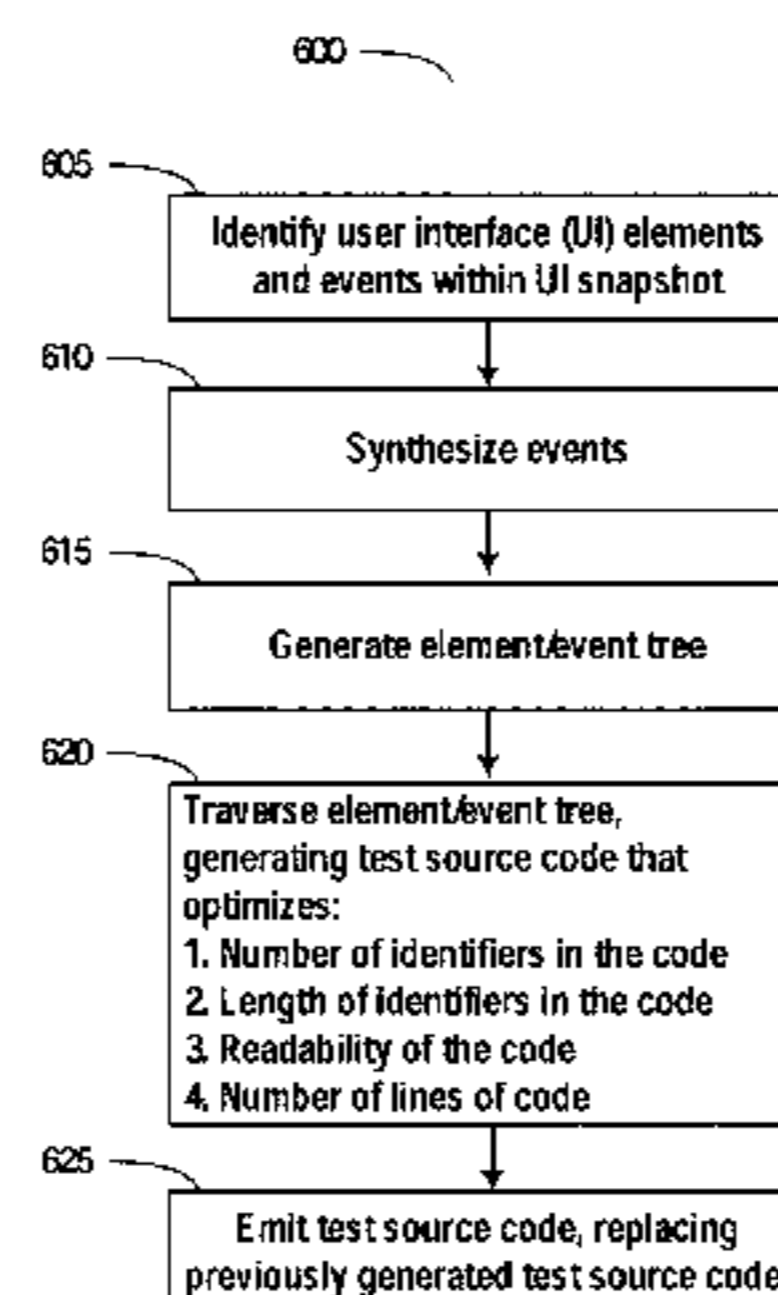 600
605
Identify user interface (UI) elements
and events within UI snapshot
610
Synthesize events
615
Generate element/event tree
620
Traverse element/event tree,
generating test source code that
optimizes:
1. Number of identifiers in the code
2. Length of identifiers in the code
3. Readability of the code
4. Number of lines of code
625
Emit test source code, replacing
previously generated test source code